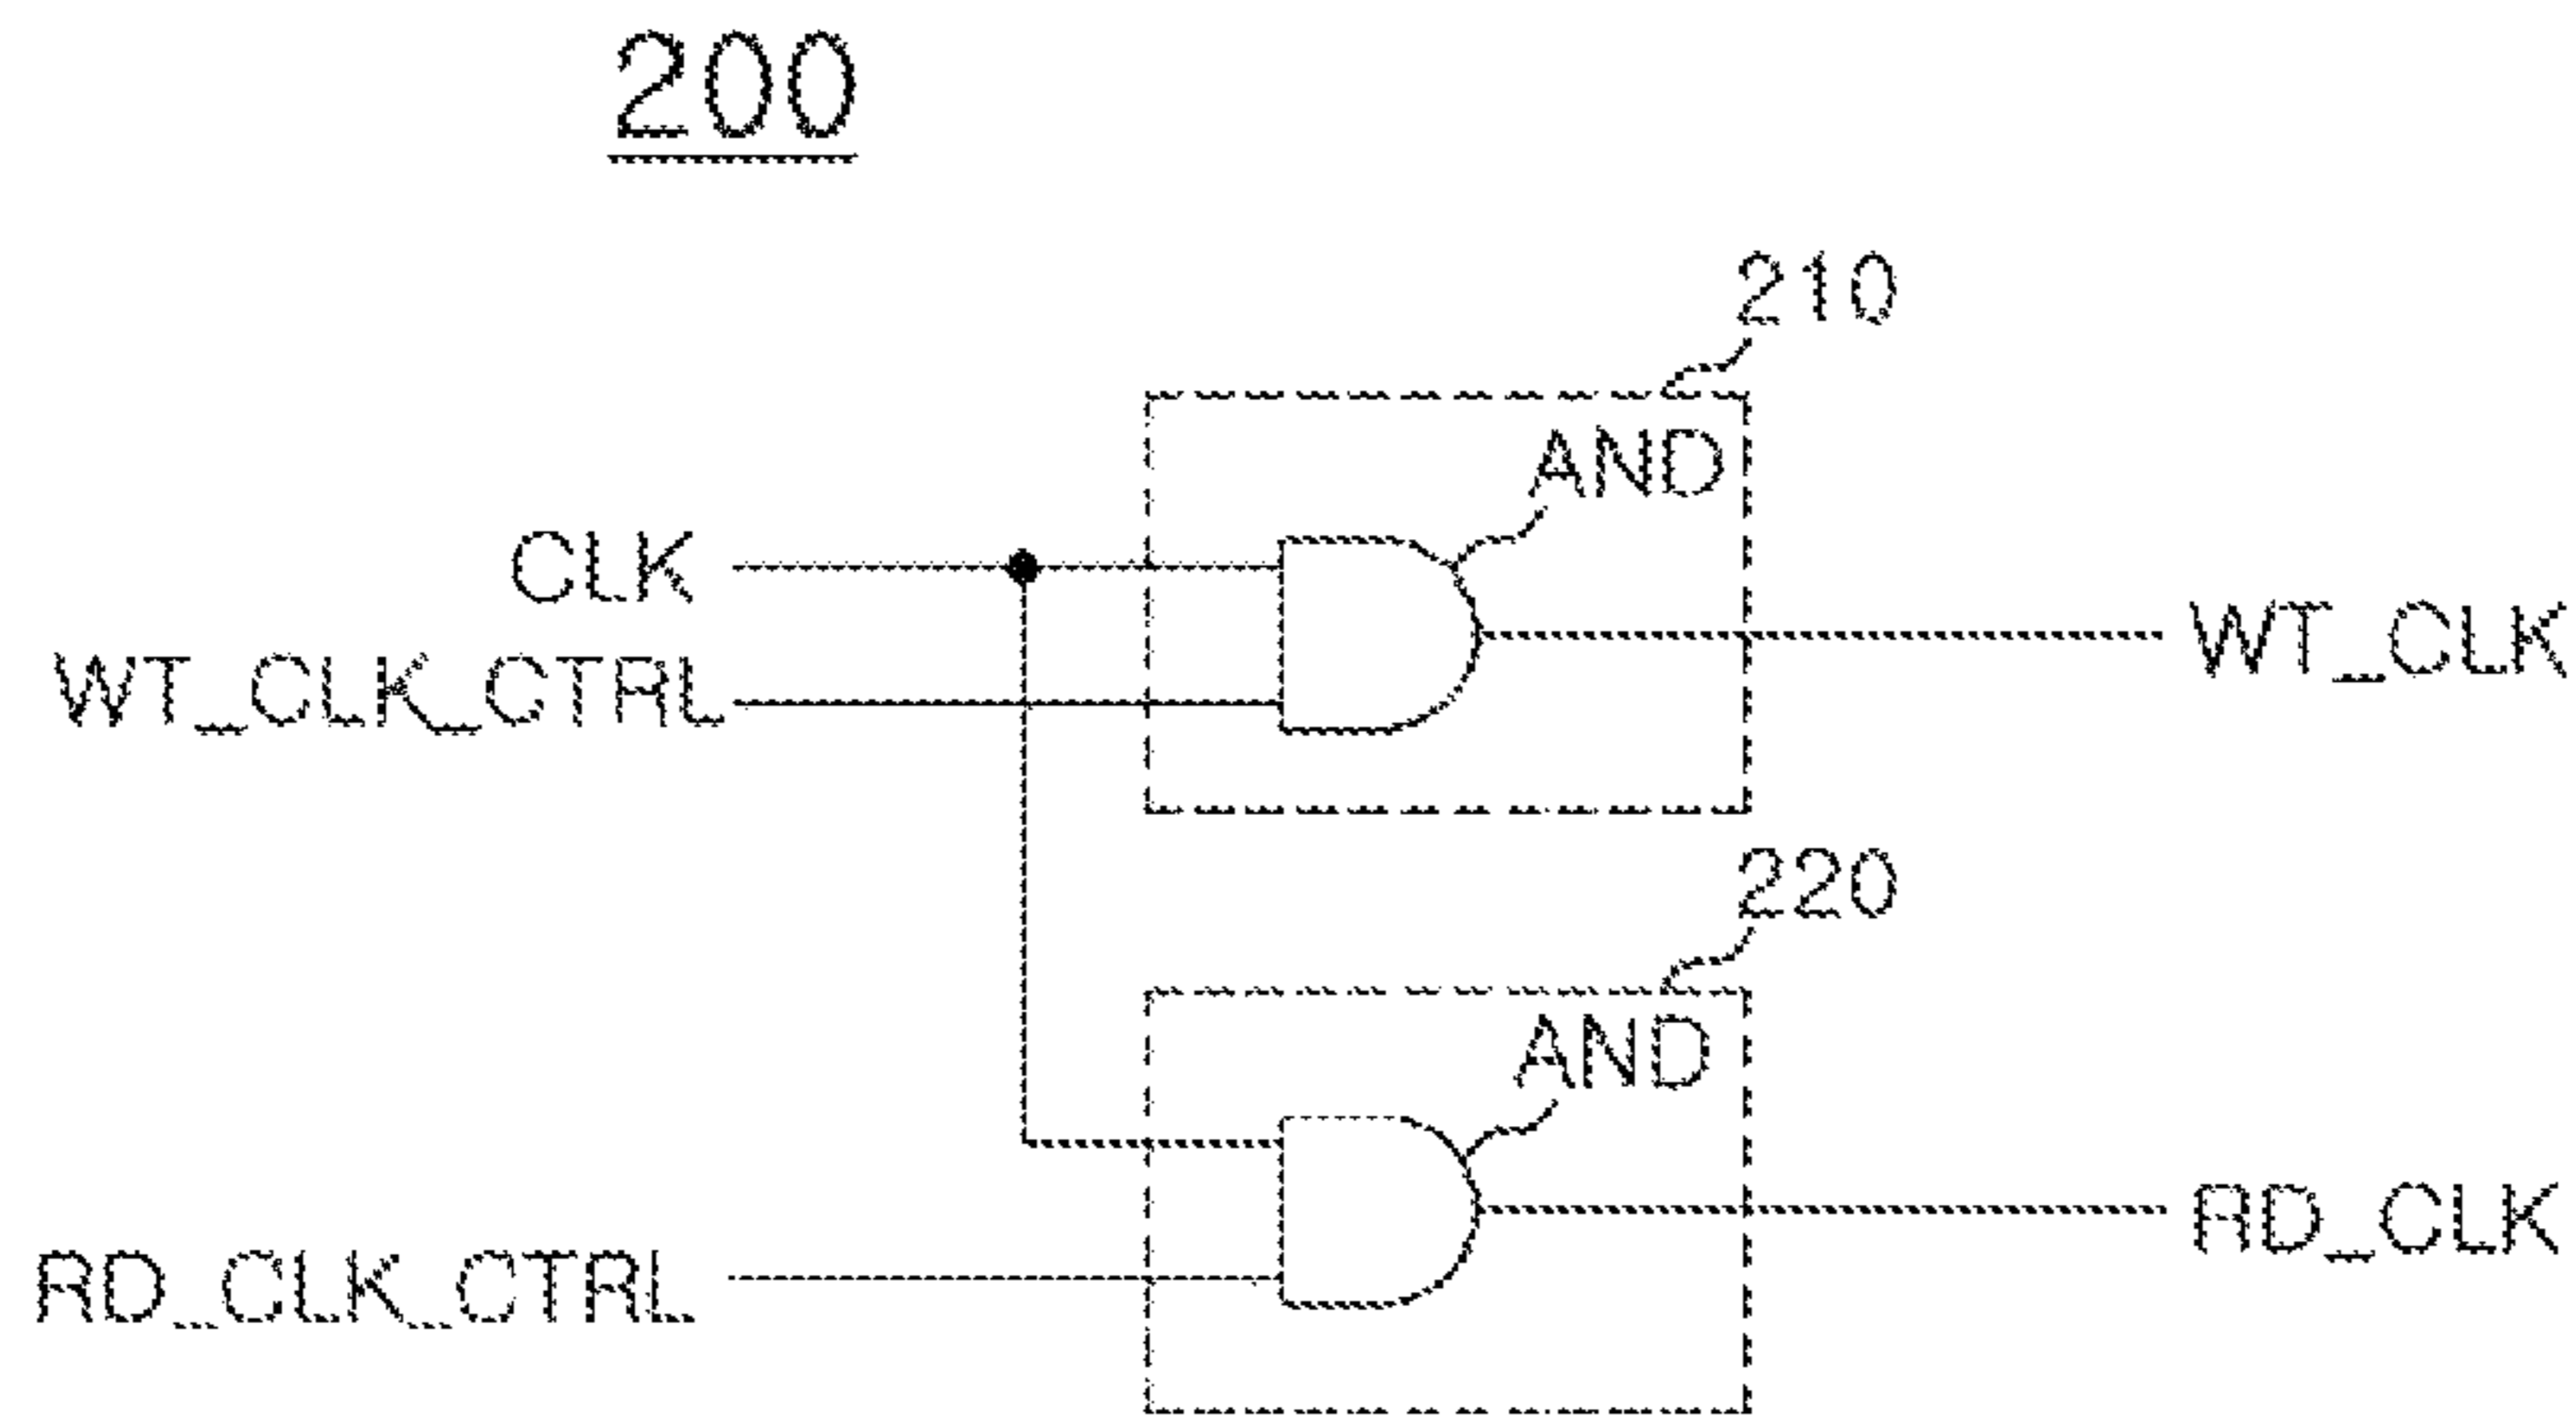 200
210
AND
CLK
WT_CLK_CTRL
WT_CLK
220
AND
RD_CLK_CTRL
RD_CLK